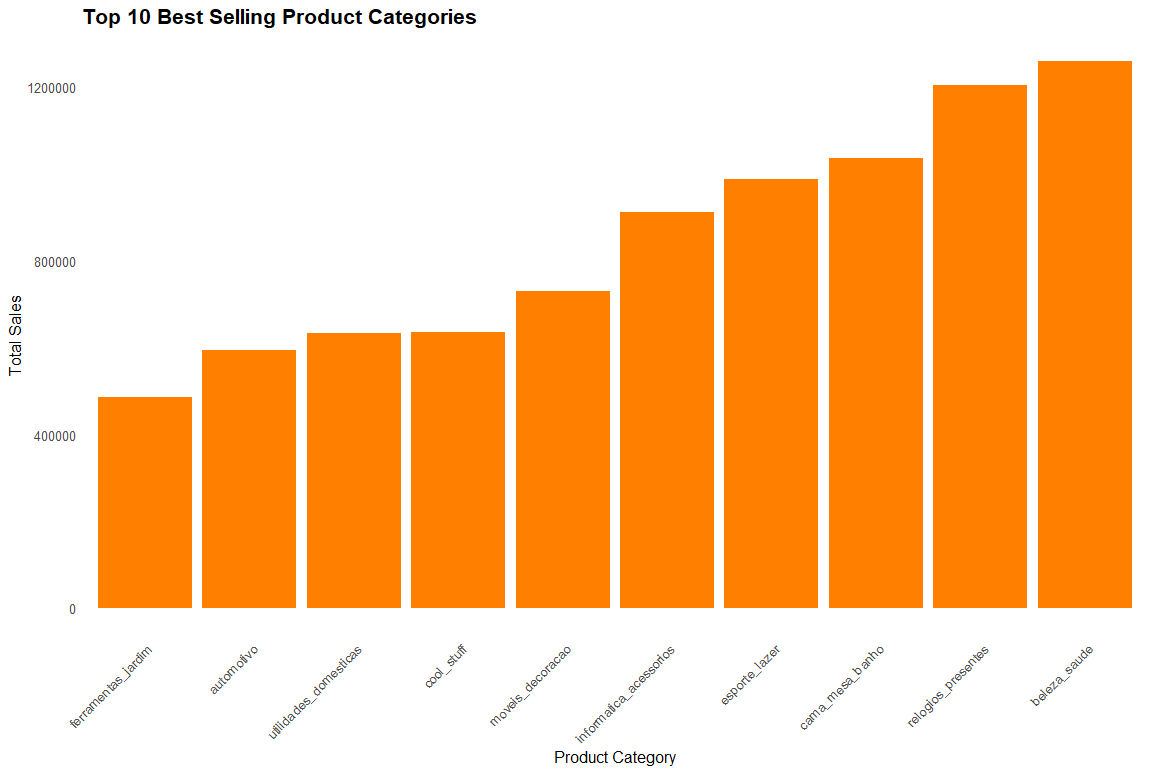 Top 10 Best Selling Product Categories
1200000
800000
400000
0
Total Sales
ferramentas_jardim
automotivo
utilidades_domesticas
cool_stuff
moveis_decoracao
informatica_acessorios
esporte_lazer
cama_mesa_banho
relogios_presentes
beleza_saude
Product Category